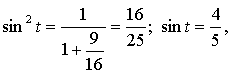 sin² t = 1 / (1 + 9/16) = 16/25; sin t = 4/5,